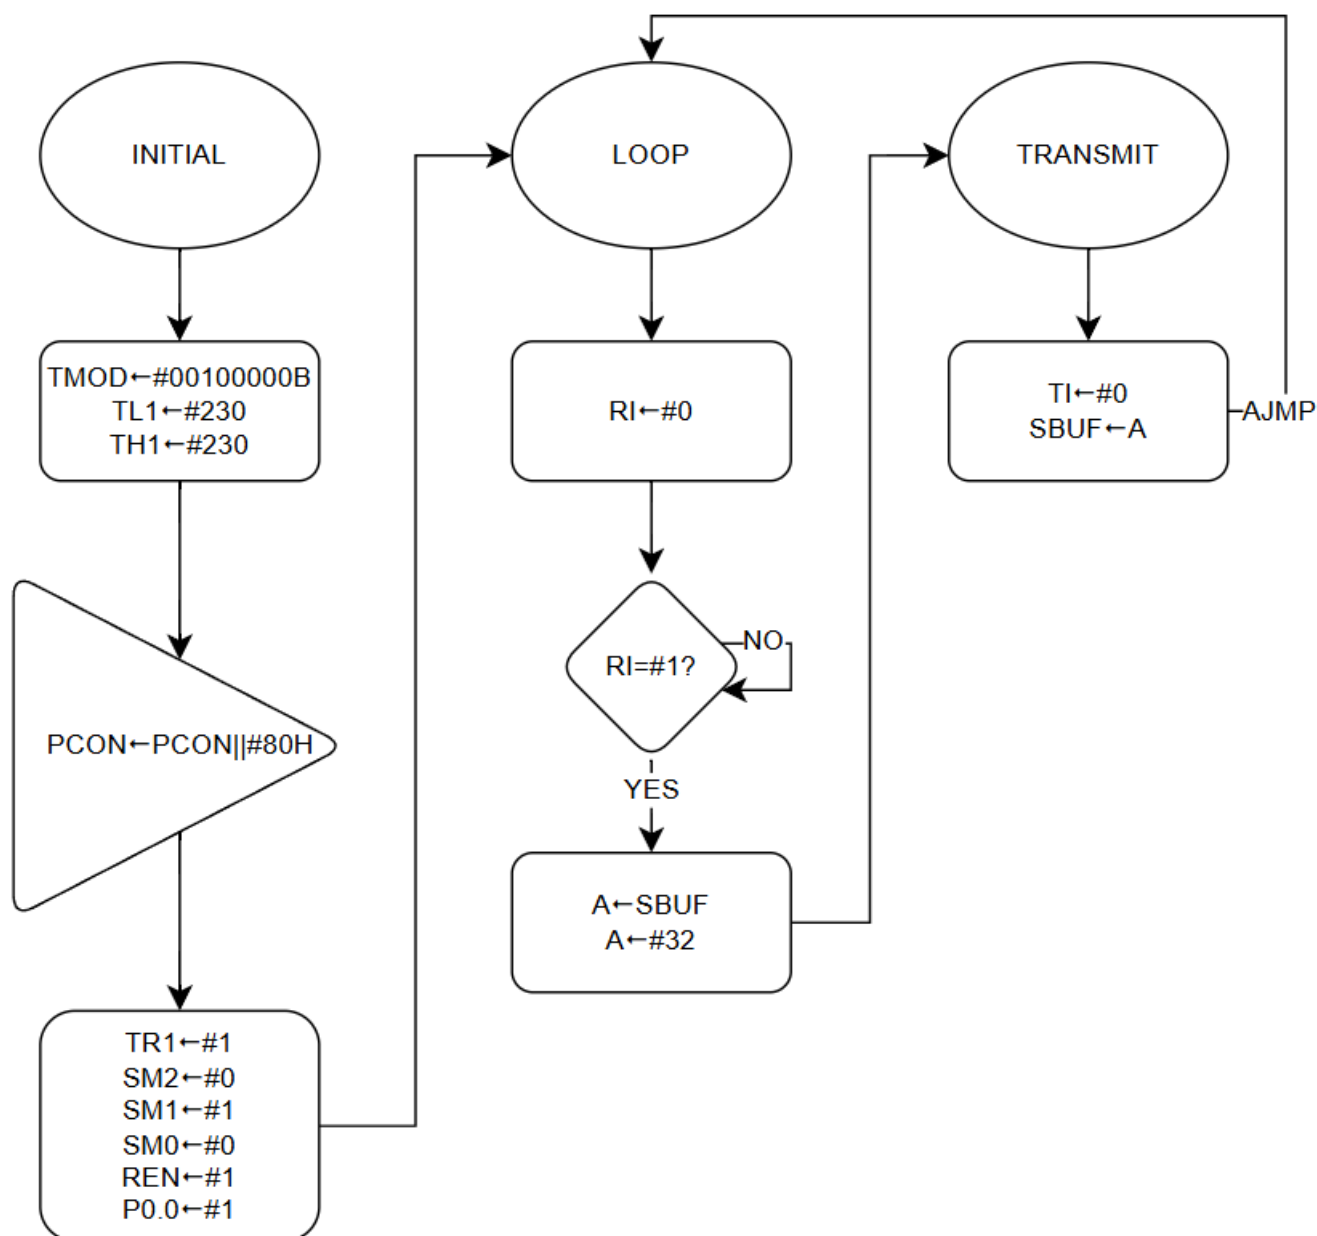 INITIAL
TMOD←#00100000B
TL1←#230
TH1←#230
PCON←PCON||#80H
TR1←#1
SM2←#0
SM1←#1
SM0←#0
REN←#1
P0.0←#1
LOOP
RI←#0
RI=#1?
NO
YES
A←SBUF
A←#32
TRANSMIT
TI←#0
SBUF←A
AJMP